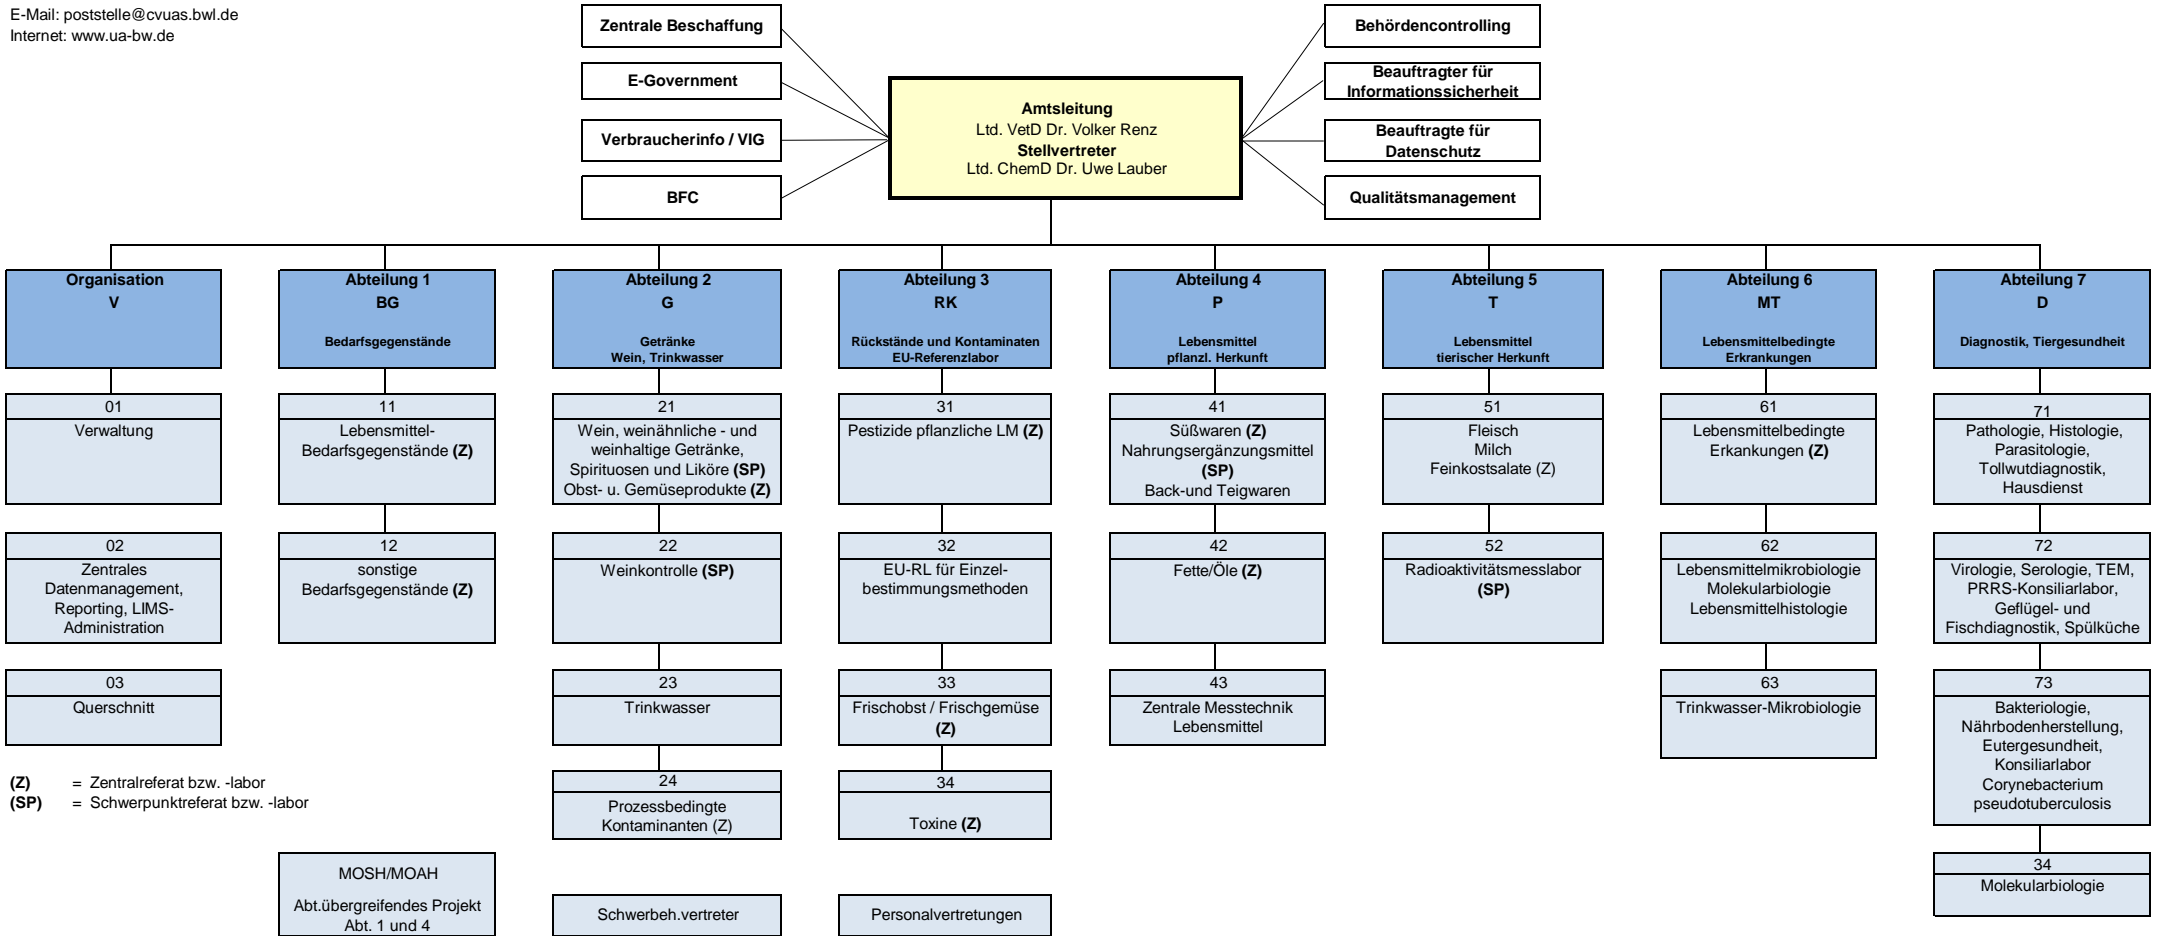 E-Mail: poststelle@cvuas.bwl.de
Internet: www.ua-bw.de
Zentrale Beschaffung
E-Government
Verbraucherinfo / VIG
BFC
Amtsleitung
Ltd. VetD Dr. Volker Renz
Stellvertreter
Ltd. ChemD Dr. Uwe Lauber
Behördencontrolling
Beauftragter für
Informationssicherheit
Beauftragte für
Datenschutz
Qualitätsmanagement
Organisation
V
01
Verwaltung
02
Zentrales
Datenmanagement,
Reporting, LIMS-
Administration
03
Querschnitt
Abteilung 1
BG
Bedarfsgegenstände
11
Lebensmittel-
Bedarfsgegenstände (Z)
12
sonstige
Bedarfsgegenstände (Z)
Abteilung 2
G
Getränke
Wein, Trinkwasser
21
Wein, weinähnliche - und
weinhaltige Getränke,
Spirituosen und Liköre (SP)
Obst- u. Gemüseprodukte (Z)
22
Weinkontrolle (SP)
23
Trinkwasser
24
Prozessbedingte
Kontaminanten (Z)
Abteilung 3
RK
Rückstände und Kontaminaten
EU-Referenzlabor
31
Pestizide pflanzliche LM (Z)
32
EU-RL für Einzel-
bestimmungsmethoden
33
Frischobst / Frischgemüse
(Z)
34
Toxine (Z)
Abteilung 4
P
Lebensmittel
pflanzl. Herkunft
41
Süßwaren (Z)
Nahrungsergänzungsmittel
(SP)
Back-und Teigwaren
42
Fette/Öle (Z)
43
Zentrale Messtechnik
Lebensmittel
Abteilung 5
T
Lebensmittel
tierischer Herkunft
51
Fleisch
Milch
Feinkostsalate (Z)
52
Radioaktivitätsmesslabor
(SP)
Abteilung 6
MT
Lebensmittelbedingte
Erkrankungen
61
Lebensmittelbedingte
Erkankungen (Z)
62
Lebensmittelmikrobiologie
Molekularbiologie
Lebensmittelhistologie
63
Trinkwasser-Mikrobiologie
Abteilung 7
D
Diagnostik, Tiergesundheit
71
Pathologie, Histologie,
Parasitologie,
Tollwutdiagnostik,
Hausdienst
72
Virologie, Serologie, TEM,
PRRS-Konsiliarlabor,
Geflügel- und
Fischdiagnostik, Spülküche
73
Bakteriologie,
Nährbodenherstellung,
Eutergesundheit,
Konsiliarlabor
Corynebacterium
pseudotuberculosis
34
Molekularbiologie
(Z) = Zentralreferat bzw. -labor
(SP) = Schwerpunktreferat bzw. -labor
MOSH/MOAH
Abt.übergreifendes Projekt
Abt. 1 und 4
Schwerbeh.vertreter
Personalvertretungen